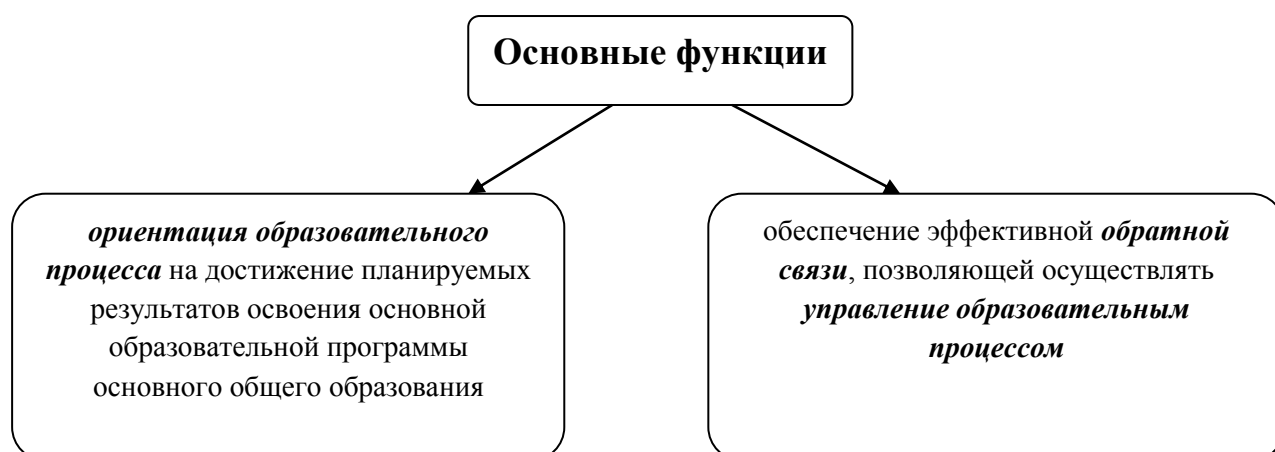 Основные функции
ориентация образовательного
процесса на достижение планируемых
результатов освоения основной
образовательной программы
основного общего образования
обеспечение эффективной обратной
связи, позволяющей осуществлять
управление образовательным
процессом